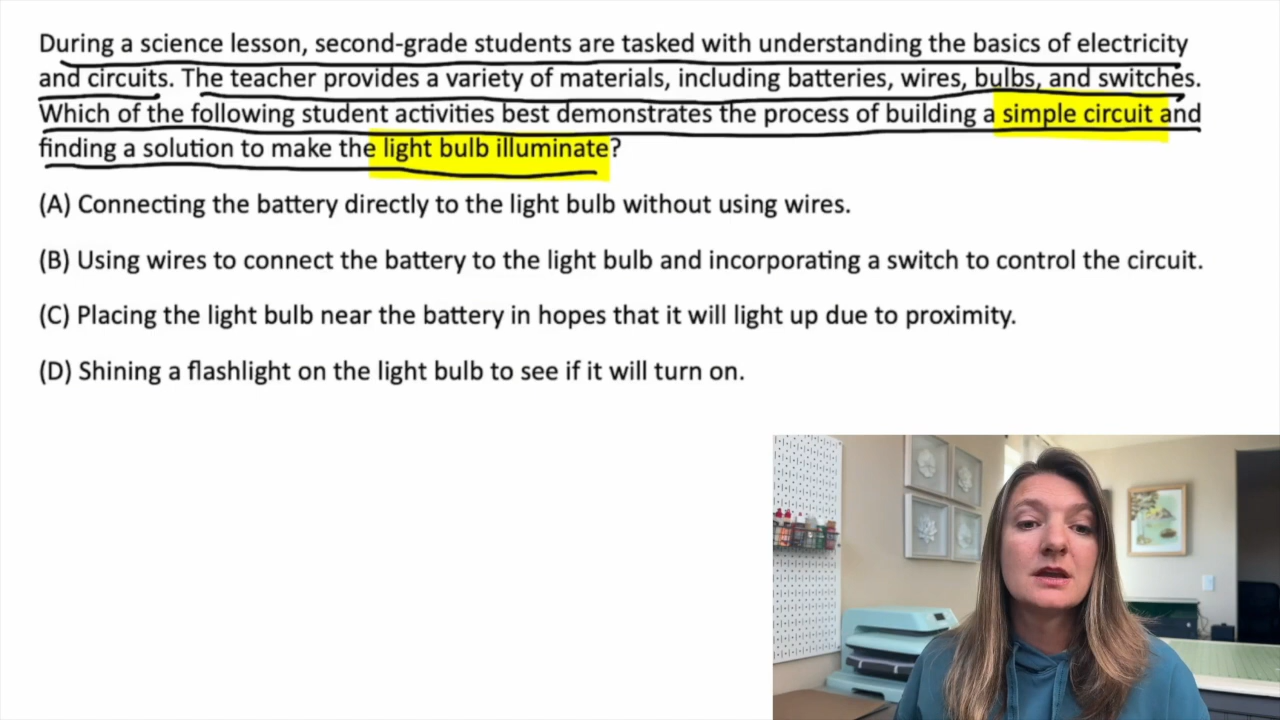 During a science lesson, second-grade students are tasked with understanding the basics of electricity
and circuits. The teacher provides a variety of materials, including batteries, wires, bulbs, and switches.
Which of the following student activities best demonstrates the process of building a simple circuit and
finding a solution to make the light bulb illuminate?
(A) Connecting the battery directly to the light bulb without using wires.
(B) Using wires to connect the battery to the light bulb and incorporating a switch to control the circuit.
(C) Placing the light bulb near the battery in hopes that it will light up due to proximity.
(D) Shining a flashlight on the light bulb to see if it will turn on.